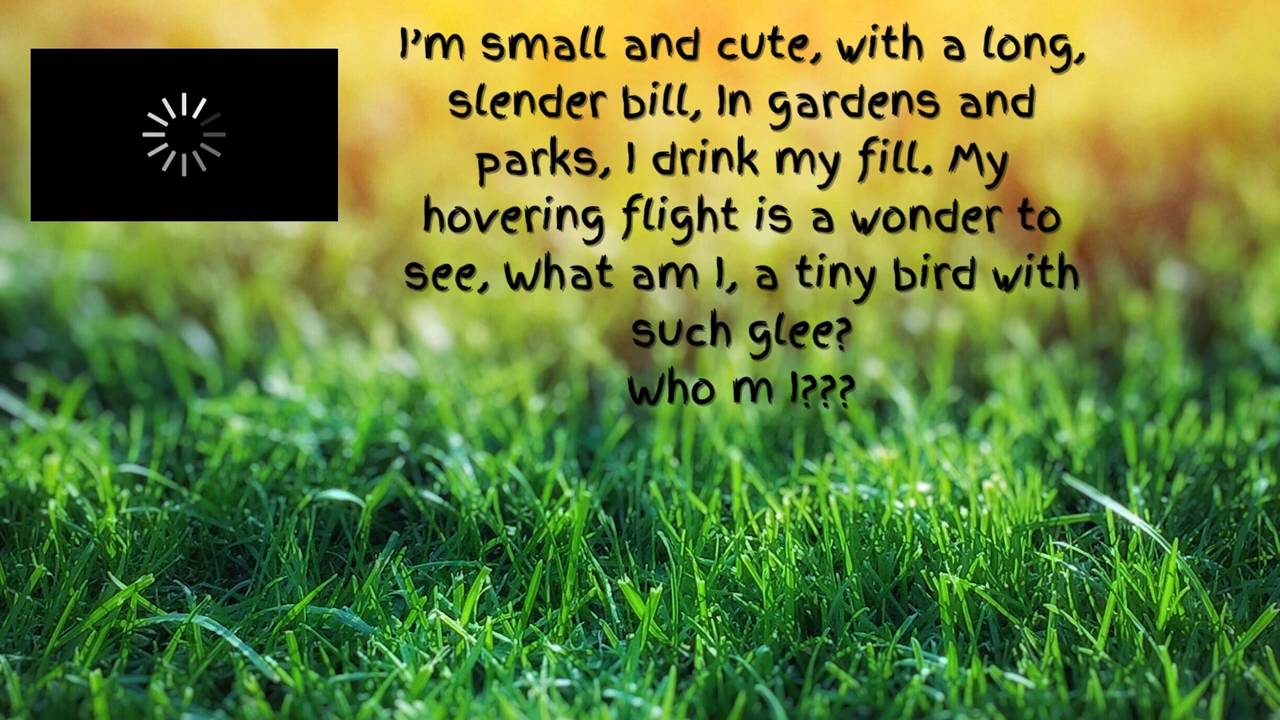 I'm small and cute, with a long,
slender bill, In gardens and
parks, I drink my fill. My
hovering flight is a wonder to
see, What am I, a tiny bird with
such glee?
Who m I???